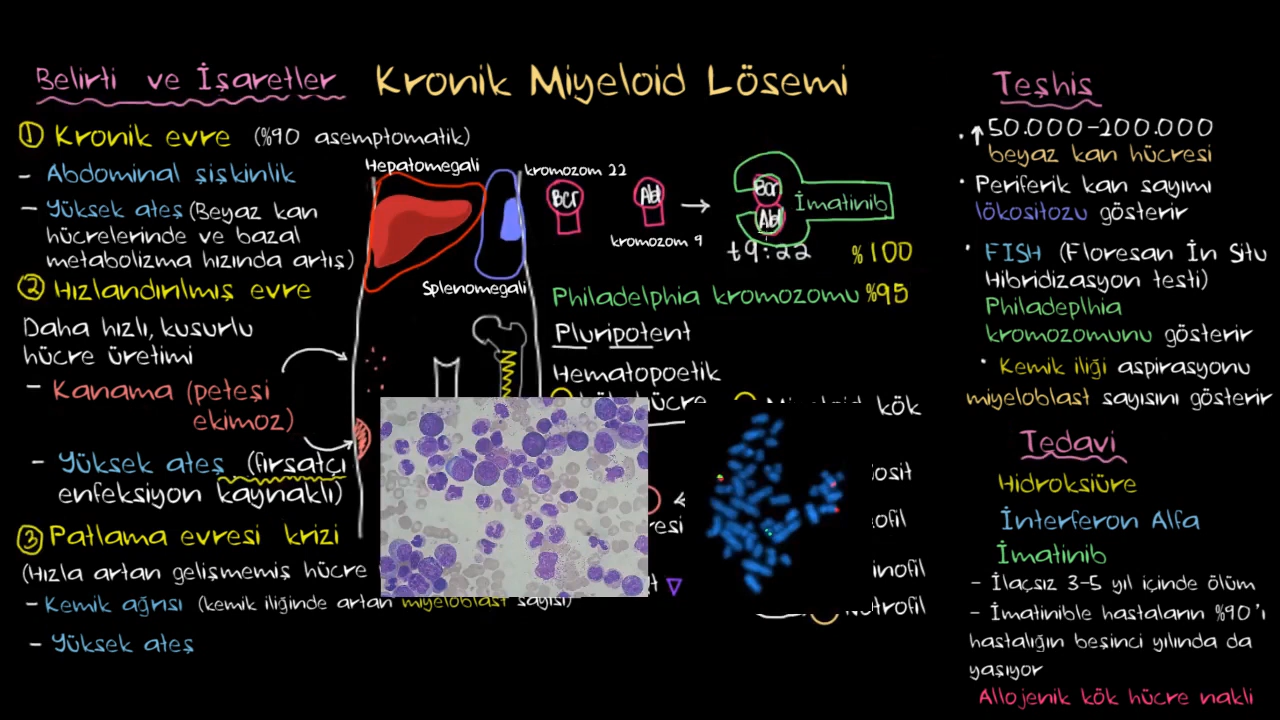 Belirti ve İşaretler
Kronik Miyeloid Lösemi
Teşhis
① Kronik evre (%90 asemptomatik)
- Abdominal şişkinlik
- Yüksek ateş (Beyaz kan
hücrelerinde ve bazal
metabolizma hızında artış)
② Hızlandırılmış evre
Daha hızlı, kusurlu
hücre üretimi
- Kanama (peteşi
ekimoz)
- Yüksek ateş (fırsatçı
enfeksiyon kaynaklı)
③ Patlama evresi krizi
(Hızla artan gelişmemiş hücre
- Kemik ağrısı (kemik iliğinde artan miyeloblast sayısı)
- Yüksek ateş
Hepatomegali
Splenomegali
kromozom 22
Bcr
Abl
kromozom 9
Bcr
Abl
İmatinib
t9:22
%100
Philadelphia kromozomu %95
Pluripotent
Hematopoetik
kök hücre
Miyeloid kök
· ↑ 50.000-200.000
beyaz kan hücresi
· Periferik kan sayımı
lökositozu gösterir
· FISH (Floresan İn Situ
Hibridizasyon testi)
Philadeplhia
kromozomunu gösterir
· Kemik iliği aspirasyonu
miyeloblast sayısını gösterir
Tedavi
Hidroksiüre
İnterferon Alfa
İmatinib
- İlaçsız 3-5 yıl içinde ölüm
- İmatinible hastaların %90'ı
hastalığın beşinci yılında da
yaşıyor
Allojenik kök hücre nakli